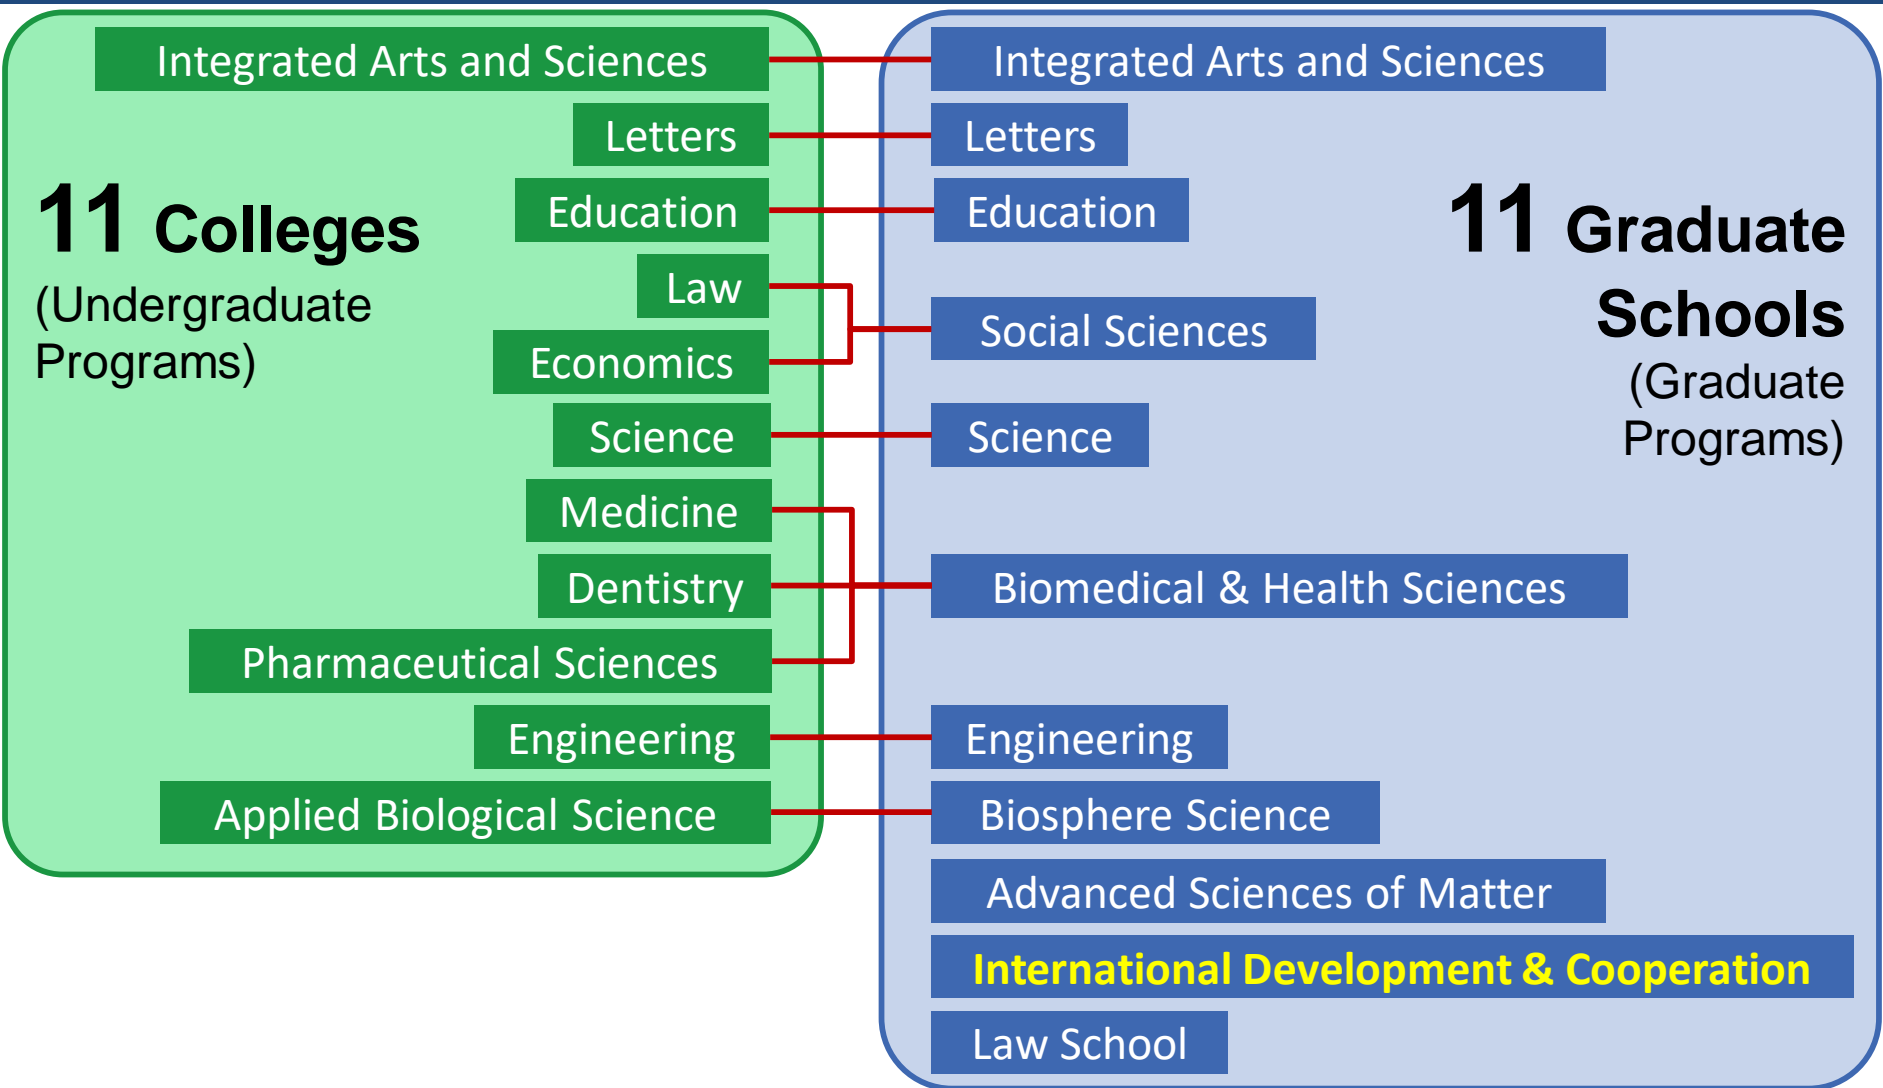 Integrated Arts and Sciences
Letters
Education
Law
Economics
Science
Medicine
Dentistry
Pharmaceutical Sciences
Engineering
Applied Biological Science
11 Colleges
(Undergraduate
Programs)
Integrated Arts and Sciences
Letters
Education
Social Sciences
Science
Biomedical & Health Sciences
Engineering
Biosphere Science
Advanced Sciences of Matter
International Development & Cooperation
Law School
11 Graduate
Schools
(Graduate
Programs)